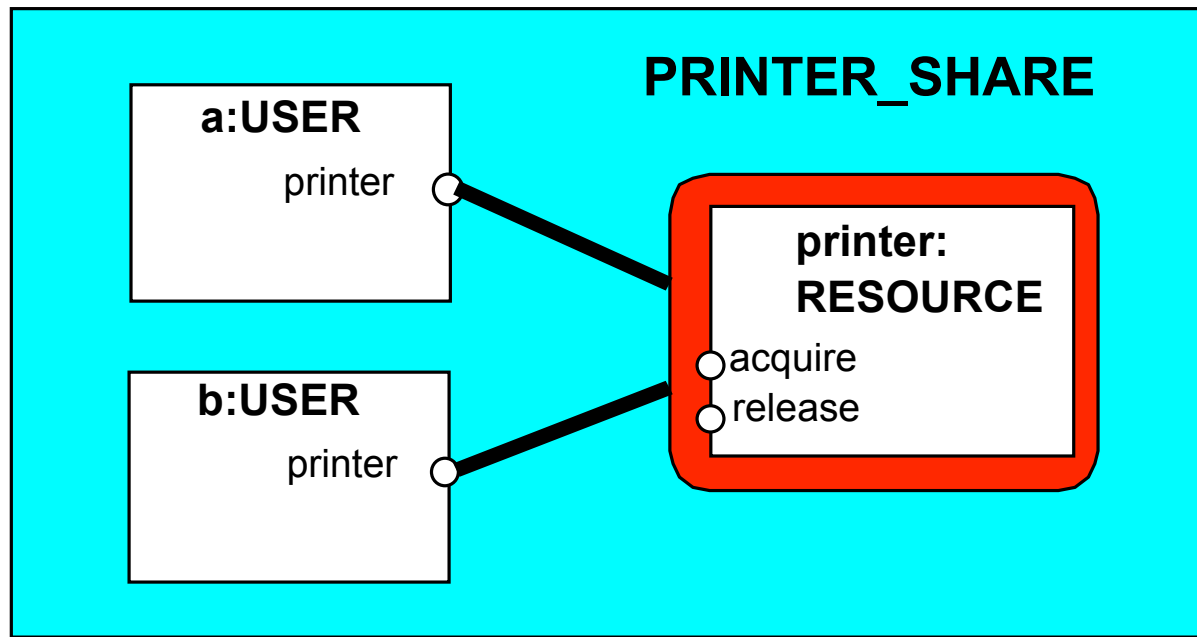 PRINTER_SHARE
a:USER
printer
b:USER
printer
printer:
RESOURCE
acquire
release